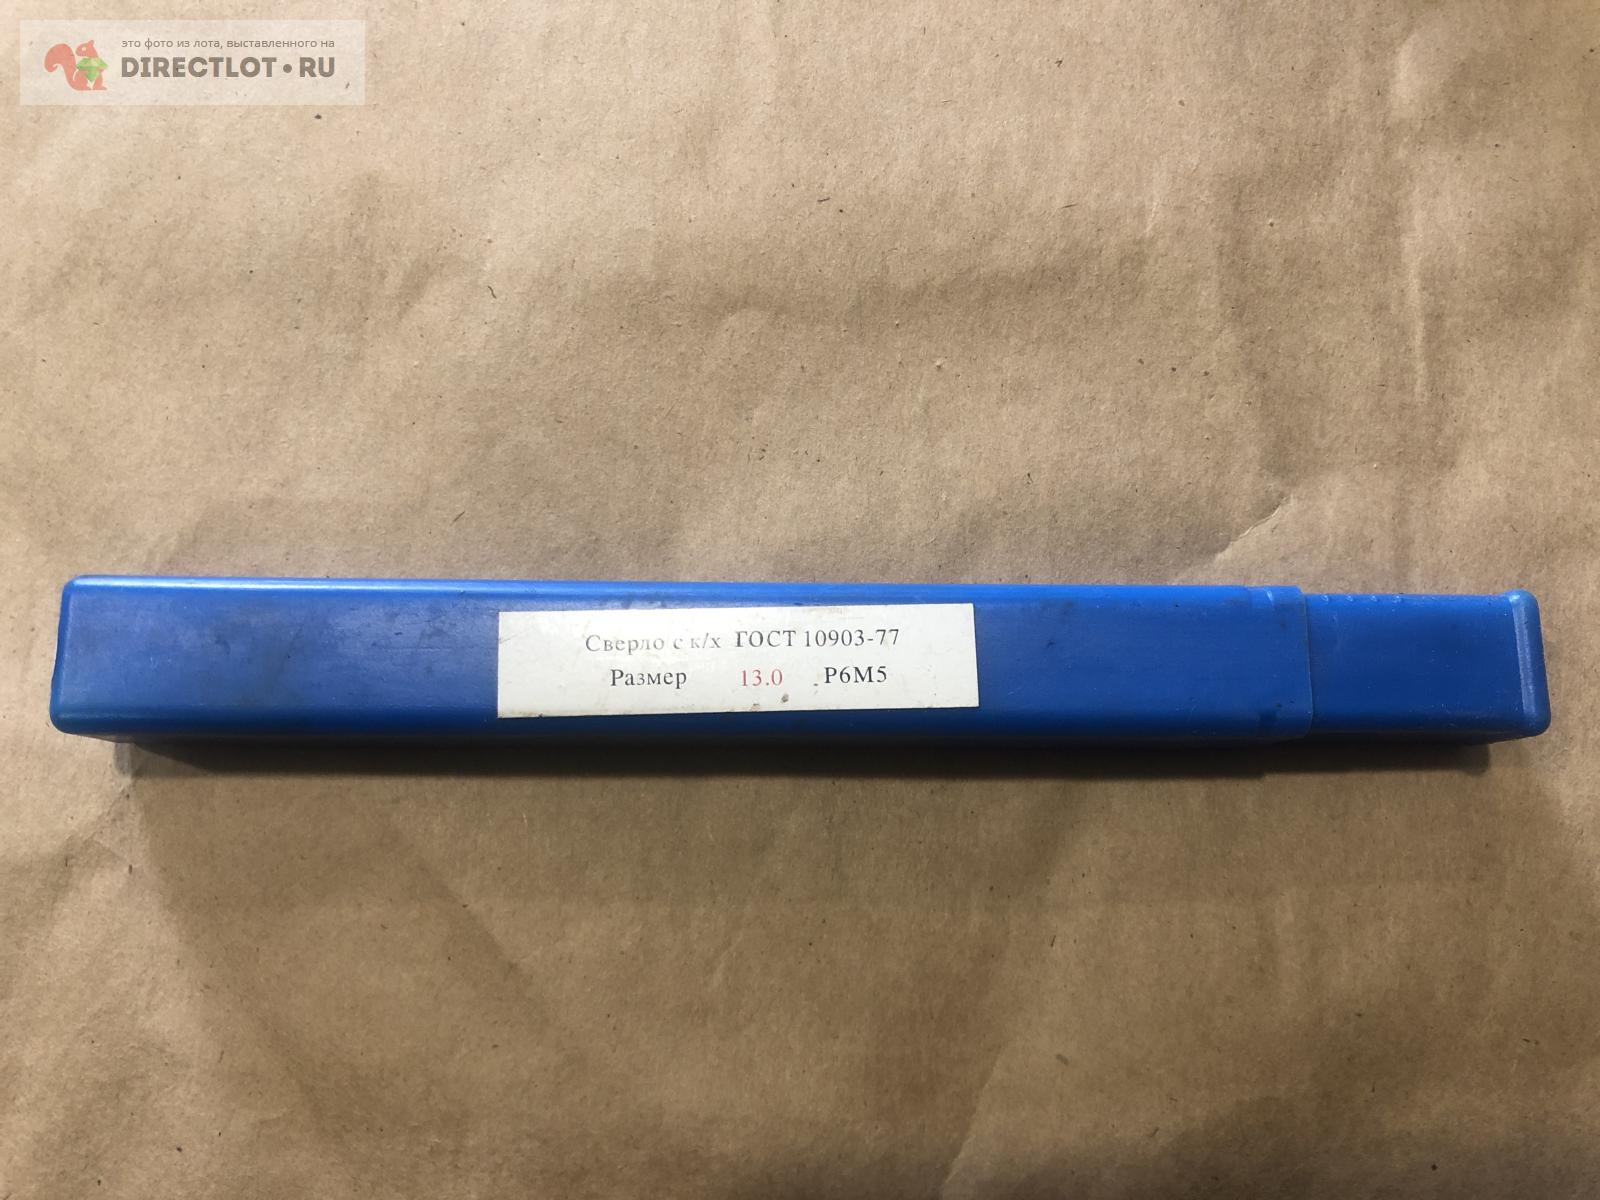 это фото из лота, выставленного на
DIRECTLOT•RU
Сверло с к/х ГОСТ 10903-77
Размер 13.0 Р6М5